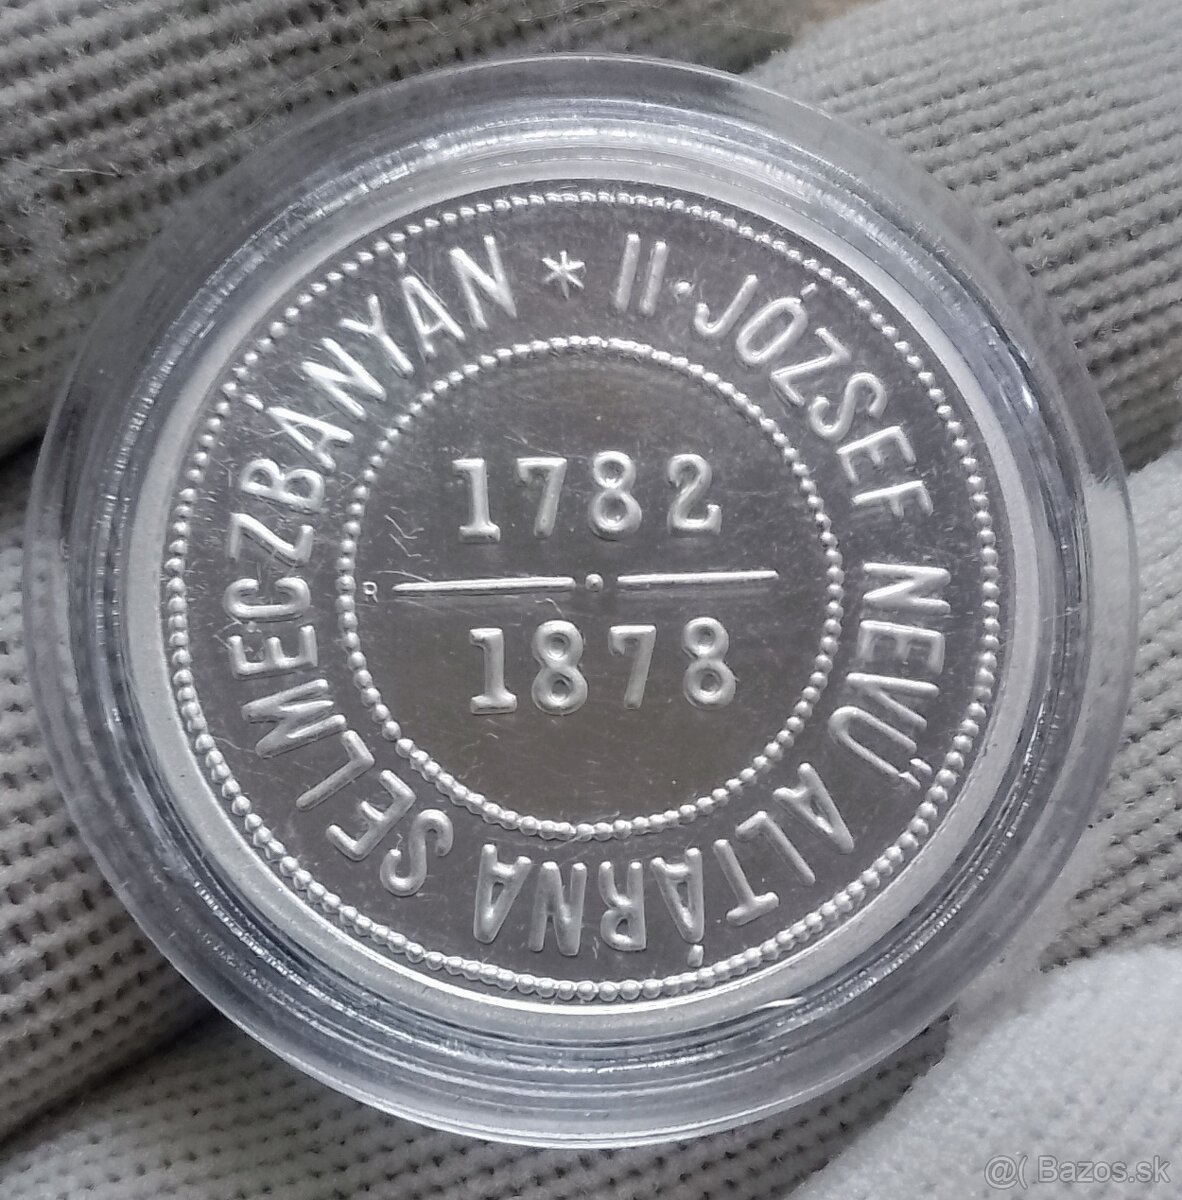 II·JÓZSEF NEVŰ ALTÁRNA SELMECZBÁNYÁN *
1782
R
1878
@( Bazos.sk